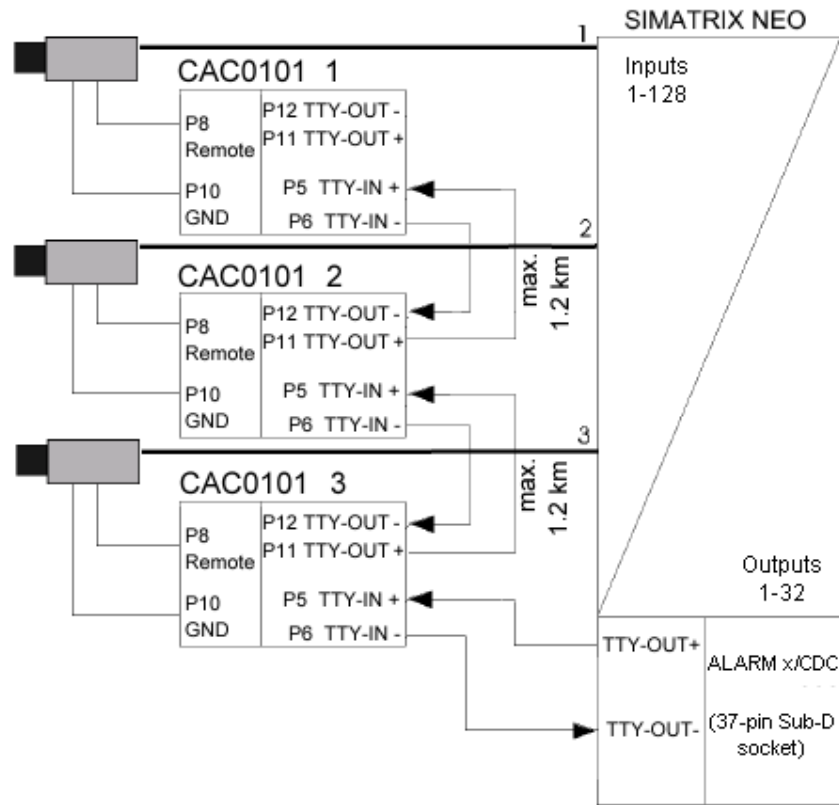 SIMATRIX NEO
1
Inputs
1-128
CAC0101 1
P8
Remote
P10
GND
P12 TTY-OUT -
P11 TTY-OUT +
P5 TTY-IN +
P6 TTY-IN -
2
max.
1.2 km
CAC0101 2
P8
Remote
P10
GND
P12 TTY-OUT -
P11 TTY-OUT +
P5 TTY-IN +
P6 TTY-IN -
3
max.
1.2 km
CAC0101 3
P8
Remote
P10
GND
P12 TTY-OUT -
P11 TTY-OUT +
P5 TTY-IN +
P6 TTY-IN -
Outputs
1-32
TTY-OUT+
ALARM x/CDC
TTY-OUT-
(37-pin Sub-D
socket)